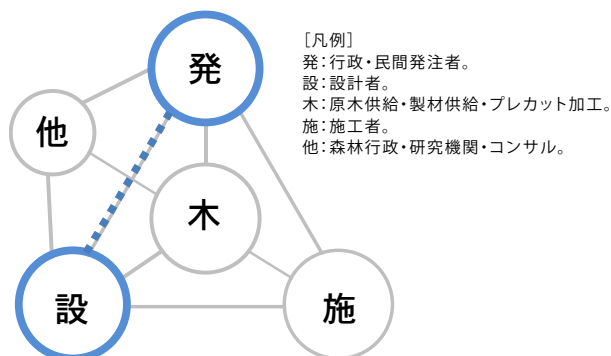 発
他
木
設
施
[凡例]
発:行政・民間発注者。
設:設計者。
木:原木供給・製材供給・プレカット加工。
施:施工者。
他:森林行政・研究機関・コンサル。